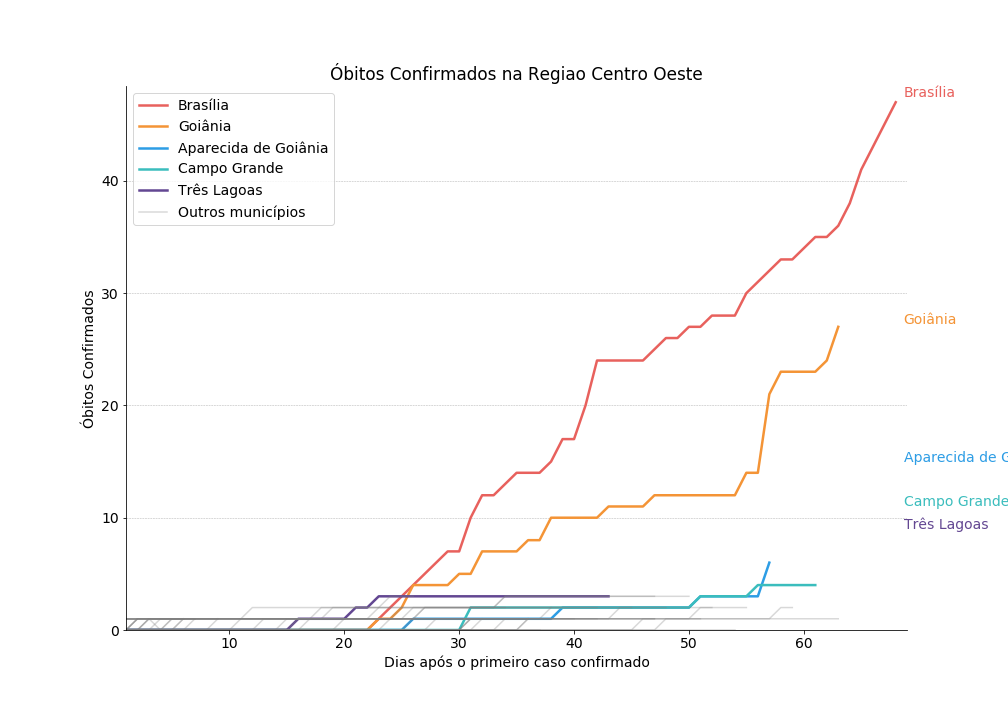 Óbitos Confirmados na Regiao Centro Oeste
Brasília
Goiânia
Aparecida de Goiânia
Campo Grande
Três Lagoas
Outros municípios
Brasília
Goiânia
Aparecida de G
Campo Grande
Três Lagoas
Óbitos Confirmados
40
30
20
10
0
10
20
30
40
50
60
Dias após o primeiro caso confirmado